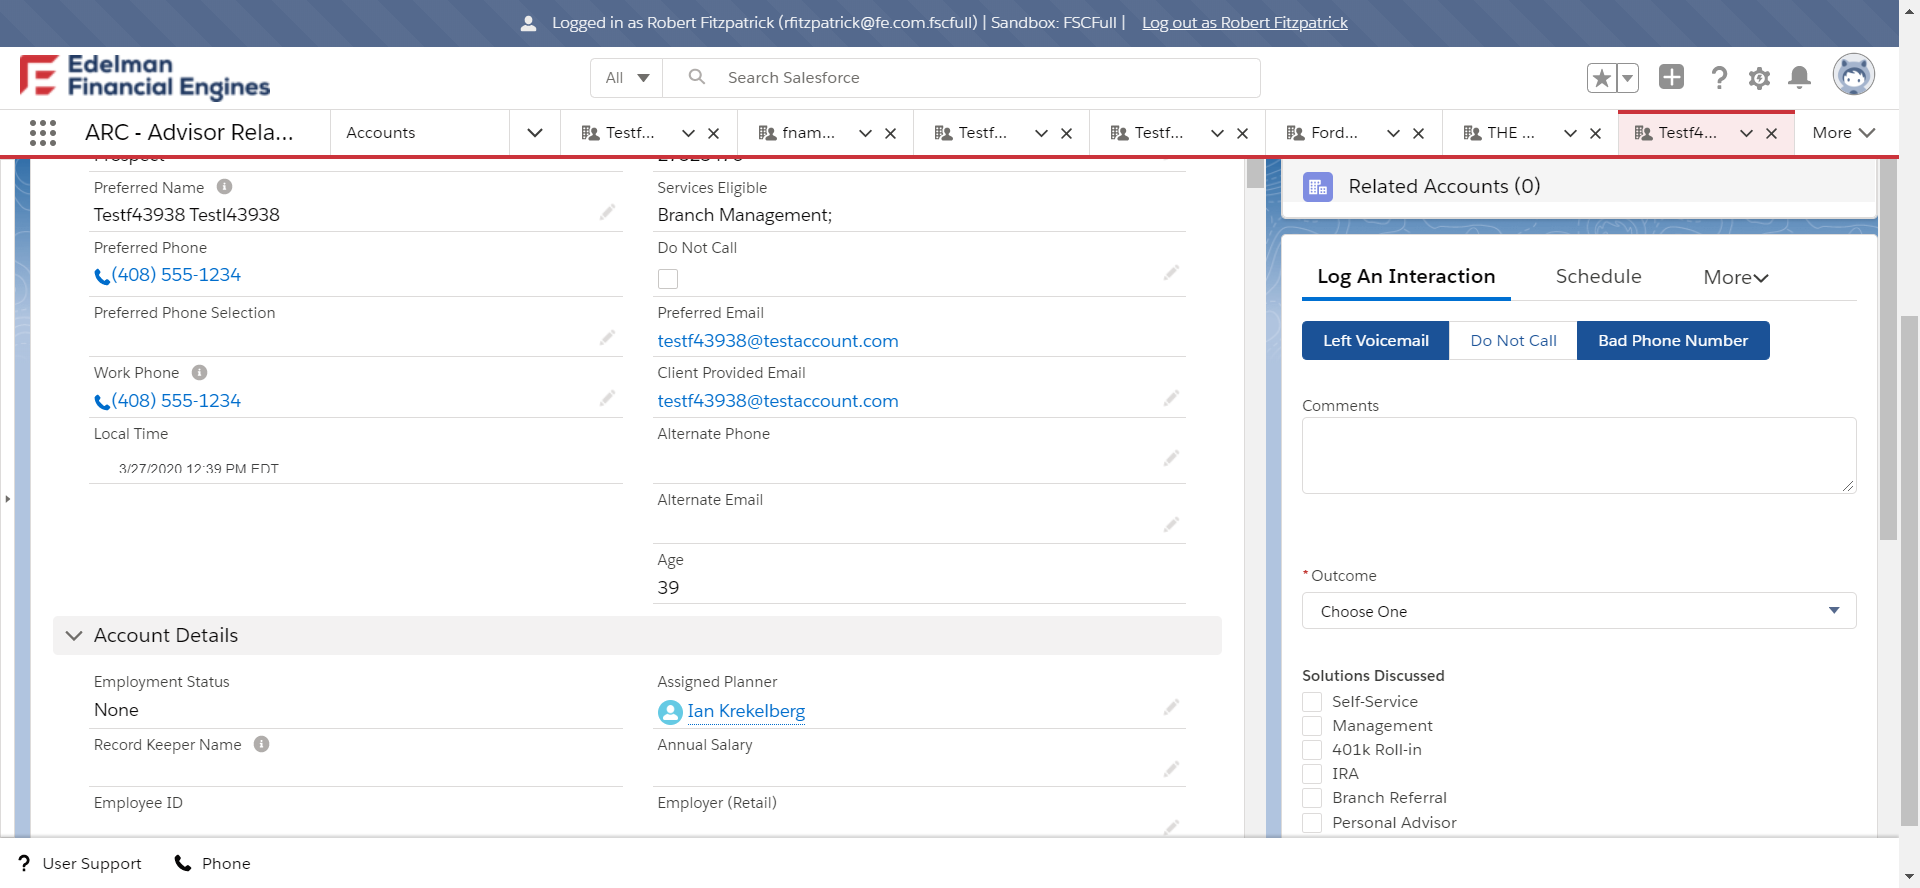 Logged in as Robert Fitzpatrick (rfitzpatrick@fe.com.fscfull) | Sandbox: FSCFull | Log out as Robert Fitzpatrick
Edelman
Financial Engines
All
Search Salesforce
ARC - Advisor Rela...
Accounts
Testf...
fnam...
Testf...
Testf...
Ford...
THE ...
Testf4...
More
Prospect
Preferred Name
Testf43938 Testl43938
Services Eligible
Branch Management;
Preferred Phone
(408) 555-1234
Do Not Call
Preferred Phone Selection
Preferred Email
testf43938@testaccount.com
Work Phone
(408) 555-1234
Client Provided Email
testf43938@testaccount.com
Local Time
3/27/2020 12:39 PM EDT
Alternate Phone
Alternate Email
Age
39
Account Details
Employment Status
None
Assigned Planner
Ian Krekelberg
Record Keeper Name
Annual Salary
Employee ID
Employer (Retail)
Related Accounts (0)
Log An Interaction
Schedule
More
Left Voicemail
Do Not Call
Bad Phone Number
Comments
* Outcome
Choose One
Solutions Discussed
Self-Service
Management
401k Roll-in
IRA
Branch Referral
Personal Advisor
? User Support
Phone